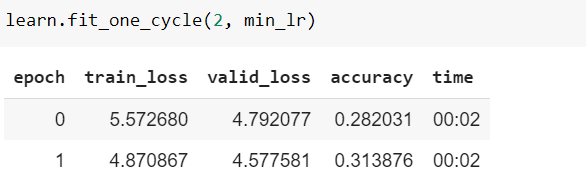 learn.fit_one_cycle(2, min_lr)
epoch train_loss valid_loss accuracy time
0 5.572680 4.792077 0.282031 00:02
1 4.870867 4.577581 0.313876 00:02